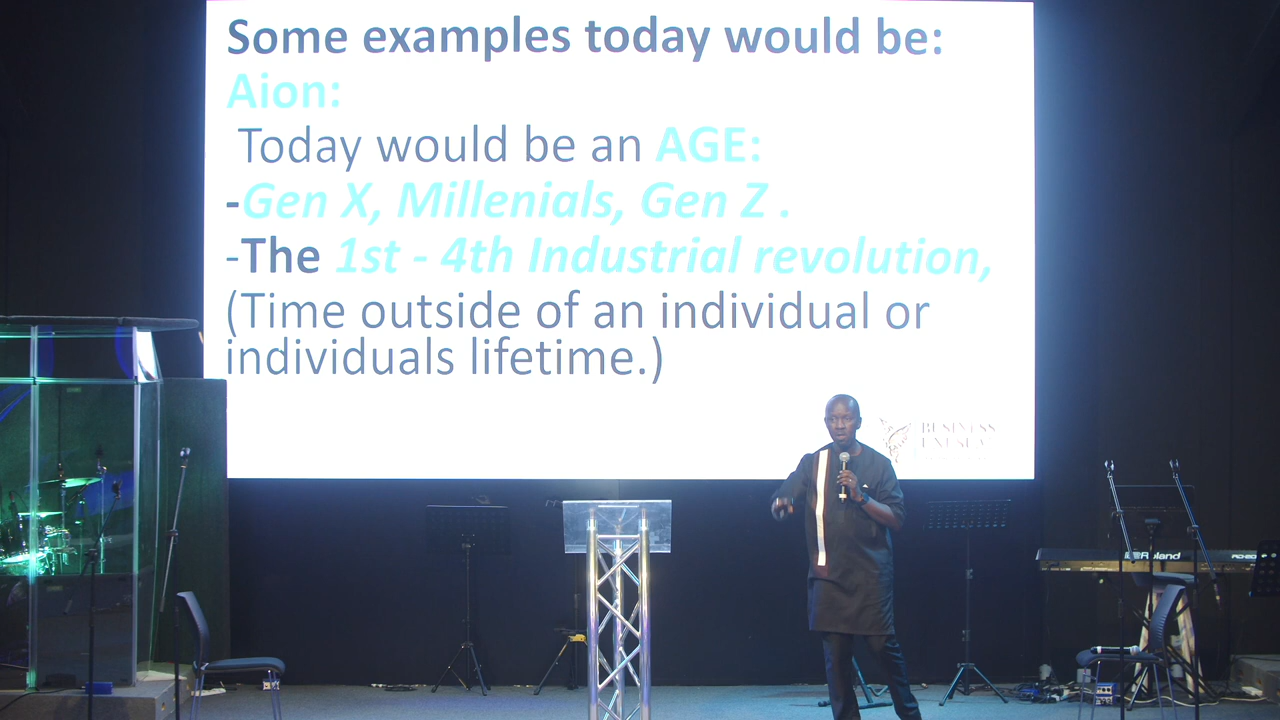 Some examples today would be:
Aion:
Today would be an AGE:
-Gen X, Millenials, Gen Z .
-The 1st - 4th Industrial revolution,
(Time outside of an individual or
individuals lifetime.)
BUSINESS
Roland